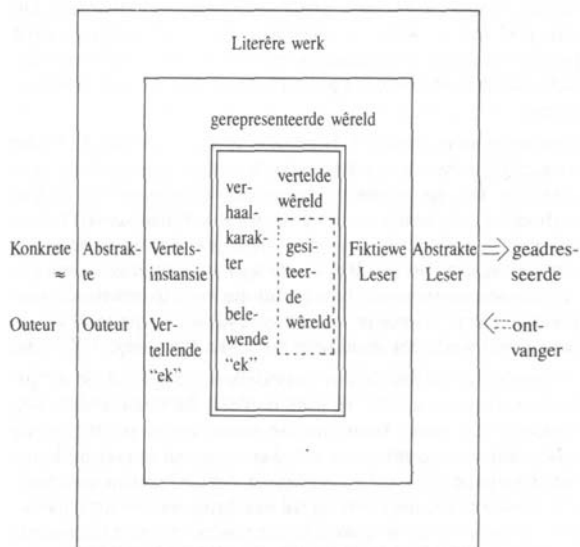 Literêre werk
gerepresenteerde wêreld
ver-
haal-
karak-
ter
bele-
wende
“ek”
vertelde
wêreld
gesi-
teer-
de
wêreld
Konkrete
≈
Outeur
Abstrak-
te
Outeur
Vertels-
instansie
Ver-
tellende
“ek”
Fiktiewe
Leser
Abstrakte
Leser
⇒ geadres-
seerde
⇐ ont-
vanger